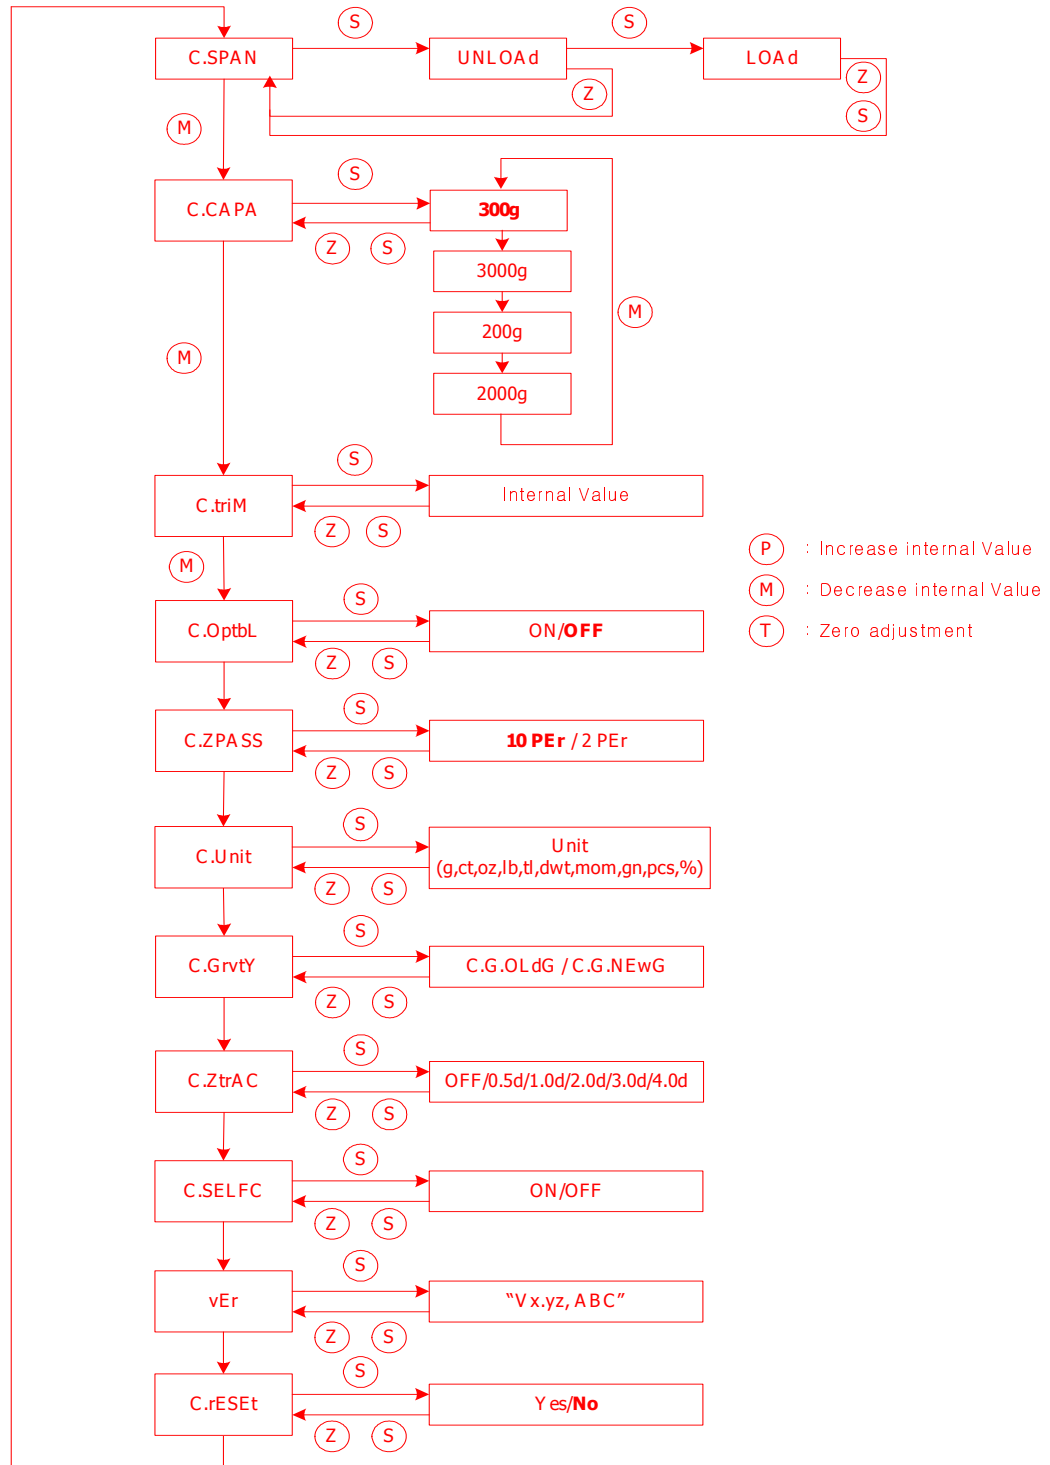 S
S
C.SPAN
UNLOAd
LOAd
Z
Z
S
M
S
C.CAPA
300g
Z S
3000g
M
200g
M
2000g
S
C.triM
Internal Value
Z S
P : Increase internal Value
M
M : Decrease internal Value
S
C.OptbL
ON/OFF
T : Zero adjustment
Z S
S
C.ZPASS
10 PEr / 2 PEr
Z S
S
C.Unit
Unit
(g,ct,oz,lb,tl,dwt,mom,gn,pcs,%)
Z S
S
C.GrvtY
C.G.OLdG / C.G.NEwG
Z S
S
C.ZtrAC
OFF/0.5d/1.0d/2.0d/3.0d/4.0d
Z S
S
C.SELFC
ON/OFF
Z S
S
vEr
“Vx.yz, ABC”
Z S
S
C.rESEt
Yes/No
Z S